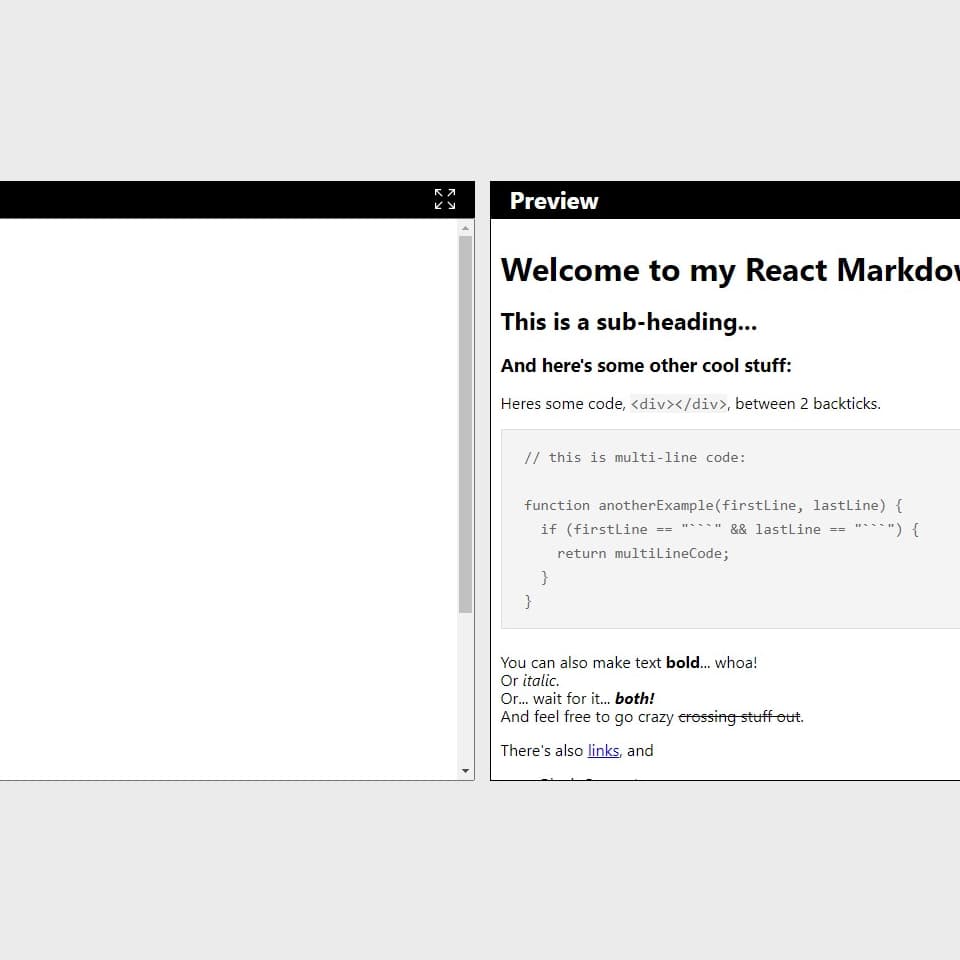 Preview
Welcome to my React Markdow
This is a sub-heading...
And here's some other cool stuff:
Heres some code, <div></div>, between 2 backticks.
// this is multi-line code:
function anotherExample(firstLine, lastLine) {
if (firstLine == "```" && lastLine == "```") {
return multiLineCode;
}
}
You can also make text bold... whoa!
Or italic.
Or... wait for it... both!
And feel free to go crazy crossing stuff out.
There's also links, and